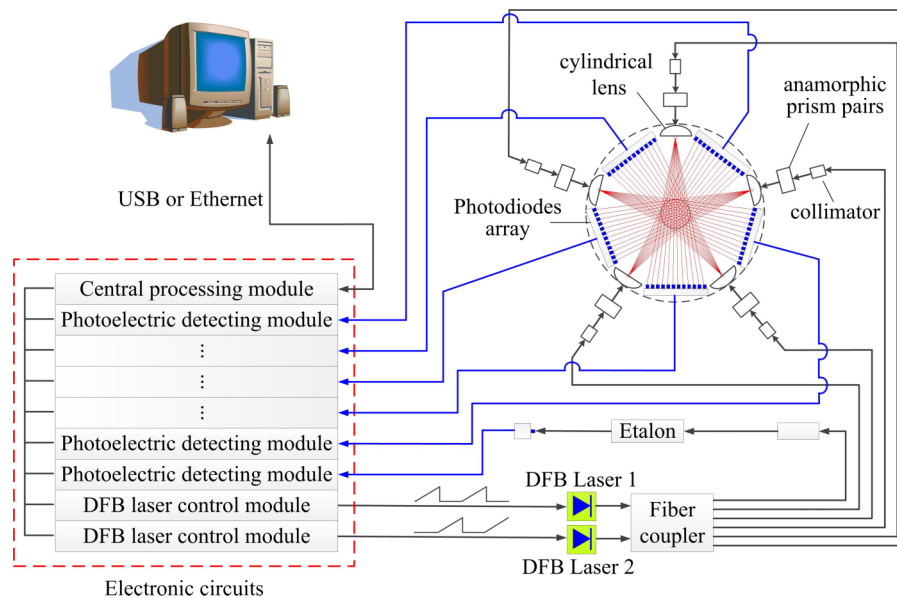 cylindrical
lens
anamorphic
prism pairs
collimator
Photodiodes
array
USB or Ethernet
Central processing module
Photoelectric detecting module
⋮
⋮
⋮
Photoelectric detecting module
Photoelectric detecting module
DFB laser control module
DFB laser control module
Electronic circuits
Etalon
DFB Laser 1
DFB Laser 2
Fiber
coupler